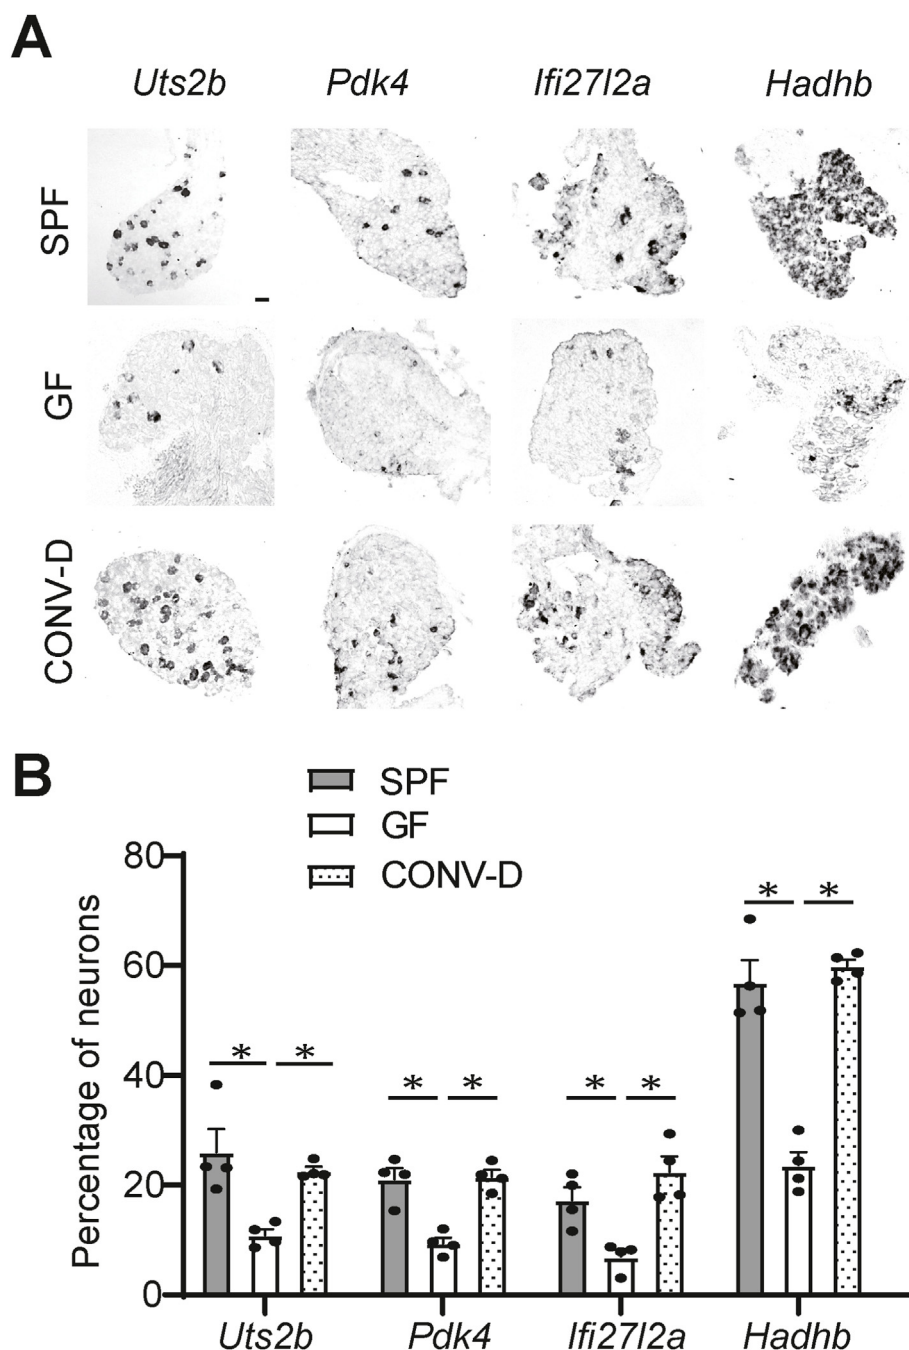 A
Uts2b Pdk4 Ifi27l2a Hadhb
SPF
GF
CONV-D
B
SPF
GF
CONV-D
Percentage of neurons
80
60
40
20
0
* * * * * * * *
Uts2b Pdk4 Ifi27l2a Hadhb